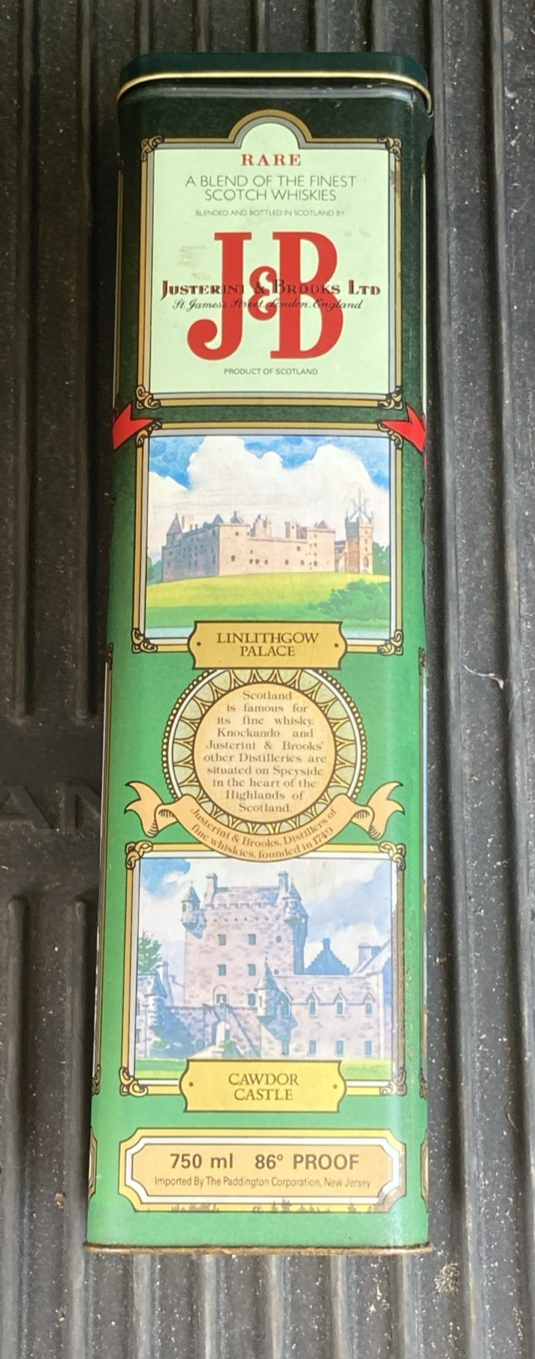 RARE
A BLEND OF THE FINEST
SCOTCH WHISKIES
BLENDED AND BOTTLED IN SCOTLAND BY
J&B
JUSTERINI & BROOKS LTD
St. James's Street London, England
PRODUCT OF SCOTLAND
LINLITHGOW
PALACE
Scotland
is famous for
its fine whisky.
Knockando and
Justerini & Brooks'
other Distilleries are
situated on Speyside
in the heart of the
Highlands of
Scotland.
Justerini & Brooks, Distillers of
fine whiskies, founded in 1749
CAWDOR
CASTLE
750 ml 86° PROOF
Imported By The Paddington Corporation, New Jersey